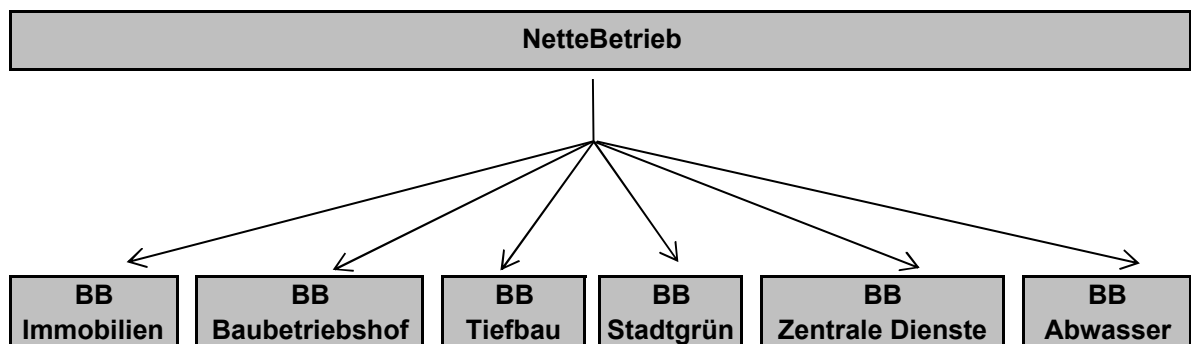 NetteBetrieb
BB
Immobilien
BB
Baubetriebshof
BB
Tiefbau
BB
Stadtgrün
BB
Zentrale Dienste
BB
Abwasser